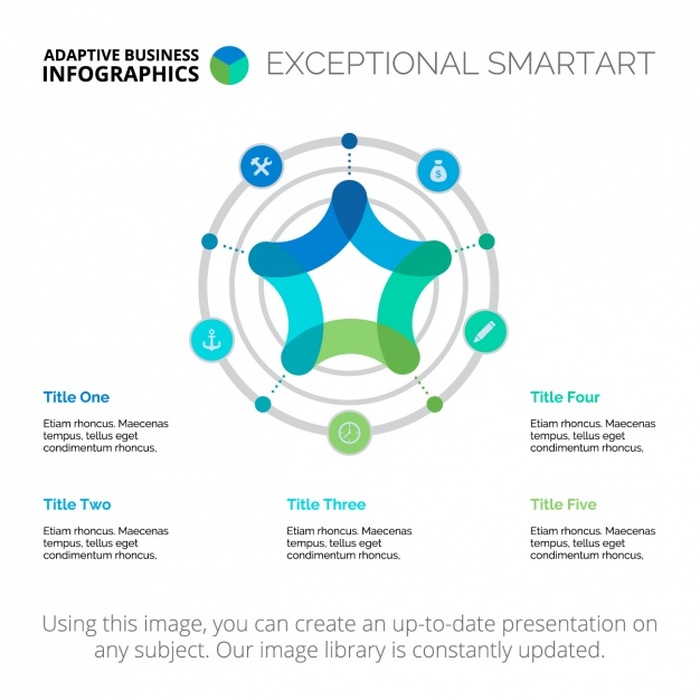 ADAPTIVE BUSINESS
INFOGRAPHICS
EXCEPTIONAL SMARTART
$
Title One
Etiam rhoncus. Maecenas
tempus, tellus eget
condimentum rhoncus,
Title Four
Etiam rhoncus. Maecenas
tempus, tellus eget
condimentum rhoncus,
Title Two
Etiam rhoncus. Maecenas
tempus, tellus eget
condimentum rhoncus,
Title Three
Etiam rhoncus. Maecenas
tempus, tellus eget
condimentum rhoncus,
Title Five
Etiam rhoncus. Maecenas
tempus, tellus eget
condimentum rhoncus,
Using this image, you can create an up-to-date presentation on
any subject. Our image library is constantly updated.